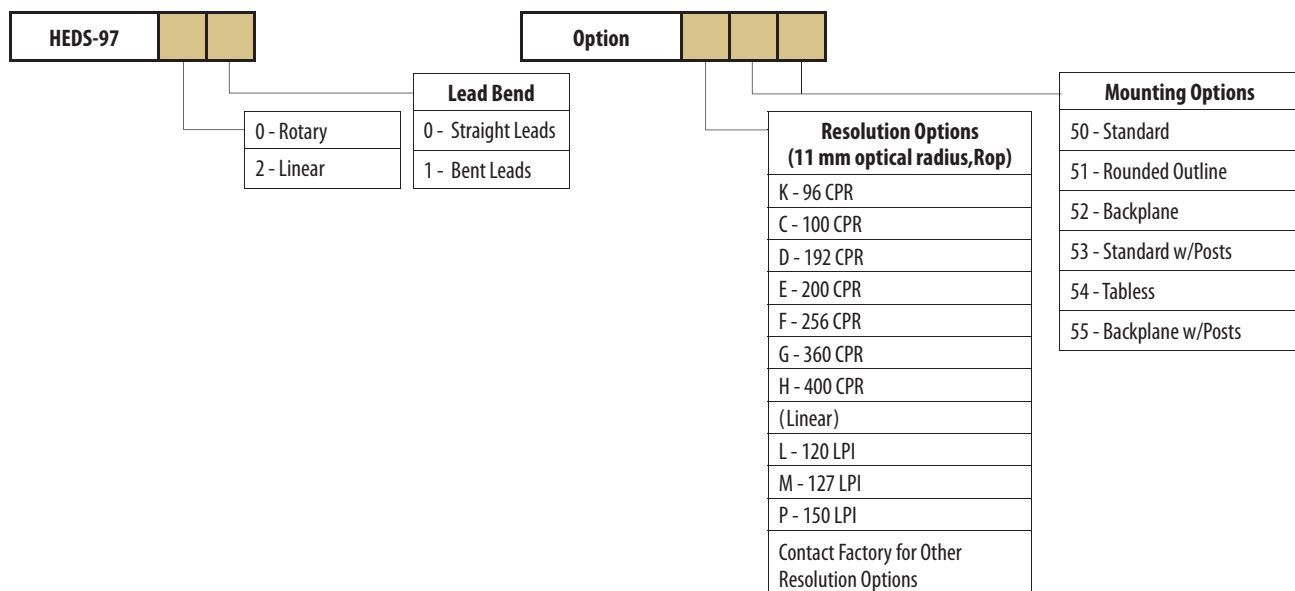 HEDS-97
Option
Lead Bend
0 - Straight Leads
1 - Bent Leads
0 - Rotary
2 - Linear
Resolution Options
(11 mm optical radius,Rop)
K - 96 CPR
C - 100 CPR
D - 192 CPR
E - 200 CPR
F - 256 CPR
G - 360 CPR
H - 400 CPR
(Linear)
L - 120 LPI
M - 127 LPI
P - 150 LPI
Contact Factory for Other
Resolution Options
Mounting Options
50 - Standard
51 - Rounded Outline
52 - Backplane
53 - Standard w/Posts
54 - Tabless
55 - Backplane w/Posts